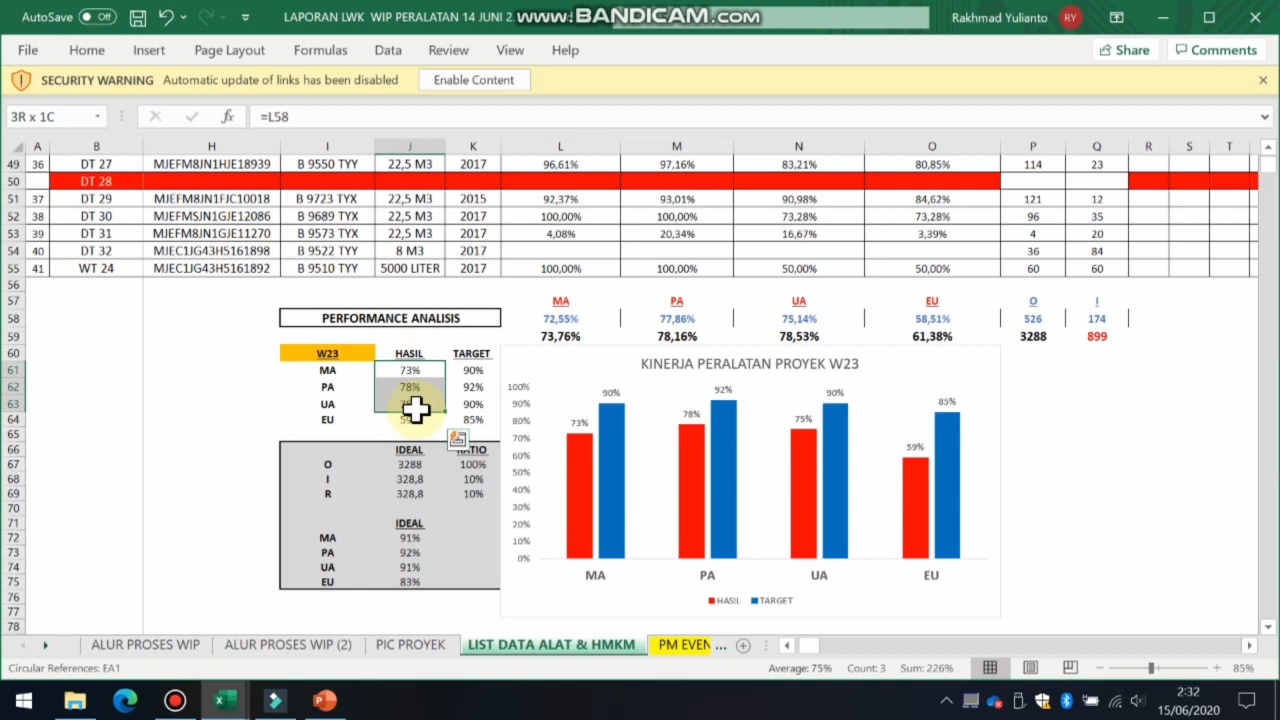 AutoSave Off LAPORAN LWK WIP PERALATAN 14 JUNI 2 www.BANDICAM.com Rakhmad Yulianto RY
File Home Insert Page Layout Formulas Data Review View Help Share Comments
SECURITY WARNING Automatic update of links has been disabled Enable Content
3R x 1C fx =L58
A B H I J K L M N O P Q R S T
49 36 DT 27 MJEFM8JN1HJE18939 B 9550 TYY 22,5 M3 2017 96,61% 97,16% 83,21% 80,85% 114 23
50 DT 28
51 37 DT 29 MJEFM8JN1FJC10018 B 9723 TYX 22,5 M3 2015 92,37% 93,01% 90,98% 84,62% 121 12
52 38 DT 30 MJEFMSJN1GJE12086 B 9689 TYX 22,5 M3 2017 100,00% 100,00% 73,28% 73,28% 96 35
53 39 DT 31 MJEFM8JN1GJE11270 B 9573 TYX 22,5 M3 2017 4,08% 20,34% 16,67% 3,39% 4 20
54 40 DT 32 MJEC1JG43H5161898 B 9522 TYY 8 M3 2017 36 84
55 41 WT 24 MJEC1JG43H5161892 B 9510 TYY 5000 LITER 2017 100,00% 100,00% 50,00% 50,00% 60 60
56
57 MA PA UA EU O I
58 PERFORMANCE ANALISIS 72,55% 77,86% 75,14% 58,51% 526 174
59 73,76% 78,16% 78,53% 61,38% 3288 899
60 W23 HASIL TARGET
61 MA 73% 90%
62 PA 78% 92%
63 UA 90%
64 EU 85%
65
66 IDEAL RATIO
67 O 3288 100%
68 I 328,8 10%
69 R 328,8 10%
70
71 IDEAL
72 MA 91%
73 PA 92%
74 UA 91%
75 EU 83%
76
77
78
KINERJA PERALATAN PROYEK W23
100%
90%
80%
70%
60%
50%
40%
30%
20%
10%
0%
73% 90% 78% 92% 75% 90% 59% 85%
MA PA UA EU
HASIL TARGET
ALUR PROSES WIP ALUR PROSES WIP (2) PIC PROYEK LIST DATA ALAT & HMKM PM EVEN ...
Circular References: EA1 Average: 75% Count: 3 Sum: 226% 85%
2:32
15/06/2020